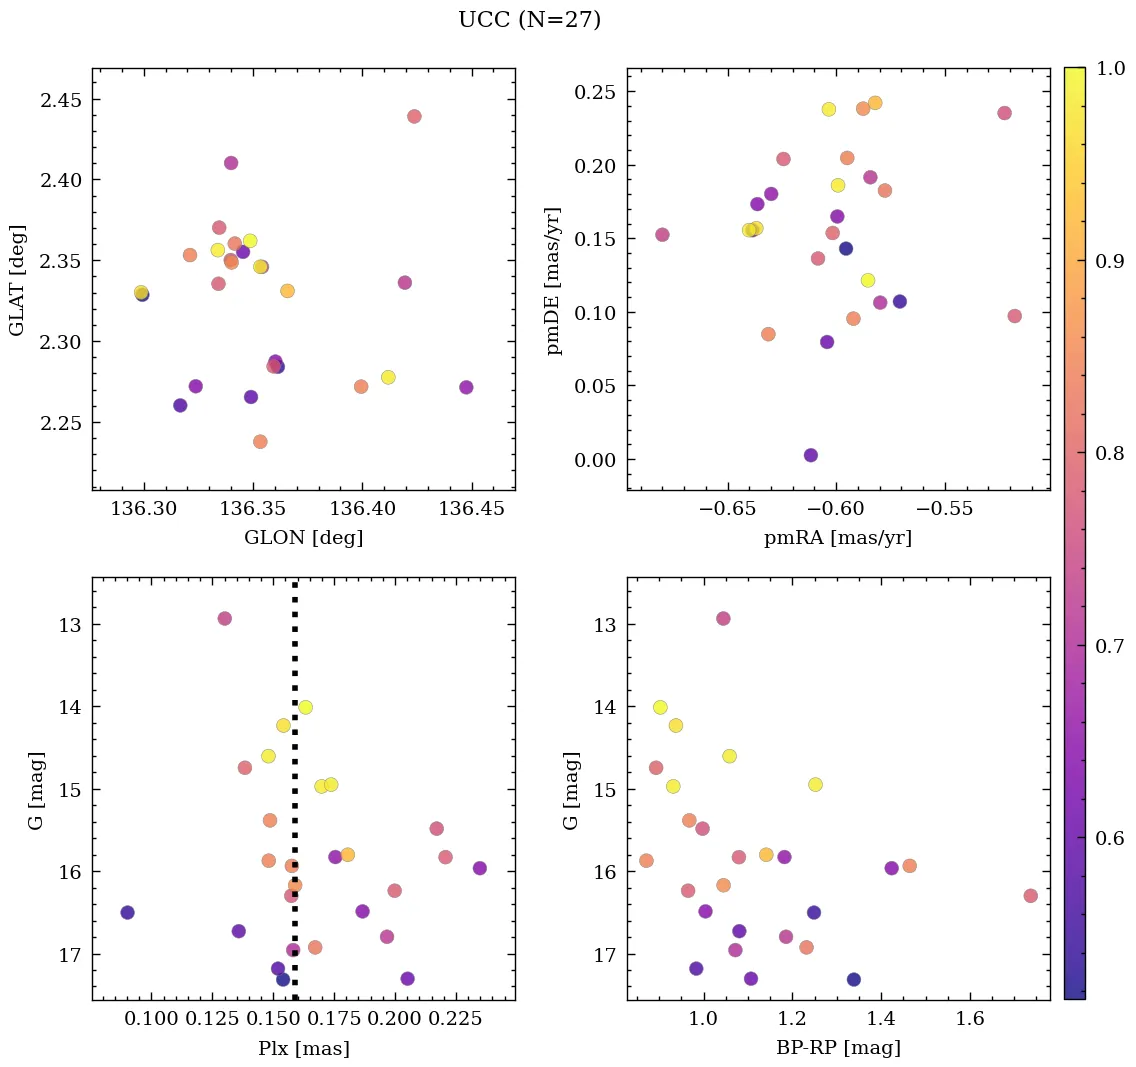 UCC (N=27)
2.45
2.40
2.35
2.30
2.25
GLAT [deg]
136.30 136.35 136.40 136.45
GLON [deg]
0.25
0.20
0.15
0.10
0.05
0.00
pmDE [mas/yr]
−0.65 −0.60 −0.55
pmRA [mas/yr]
13
14
15
16
17
G [mag]
0.100 0.125 0.150 0.175 0.200 0.225
Plx [mas]
13
14
15
16
17
G [mag]
1.0 1.2 1.4 1.6
BP-RP [mag]
1.0
0.9
0.8
0.7
0.6